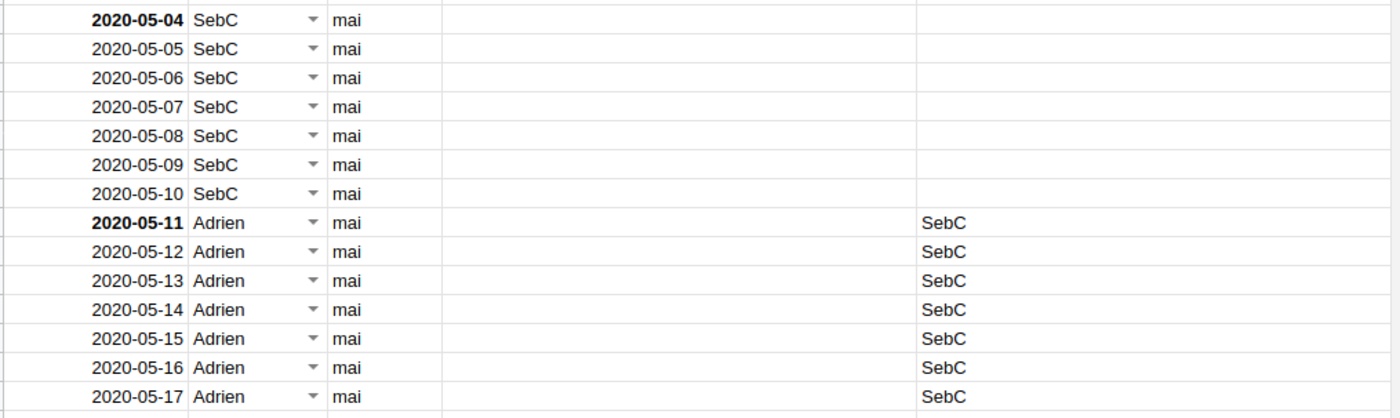 2020-05-04 SebC mai
2020-05-05 SebC mai
2020-05-06 SebC mai
2020-05-07 SebC mai
2020-05-08 SebC mai
2020-05-09 SebC mai
2020-05-10 SebC mai
2020-05-11 Adrien mai SebC
2020-05-12 Adrien mai SebC
2020-05-13 Adrien mai SebC
2020-05-14 Adrien mai SebC
2020-05-15 Adrien mai SebC
2020-05-16 Adrien mai SebC
2020-05-17 Adrien mai SebC